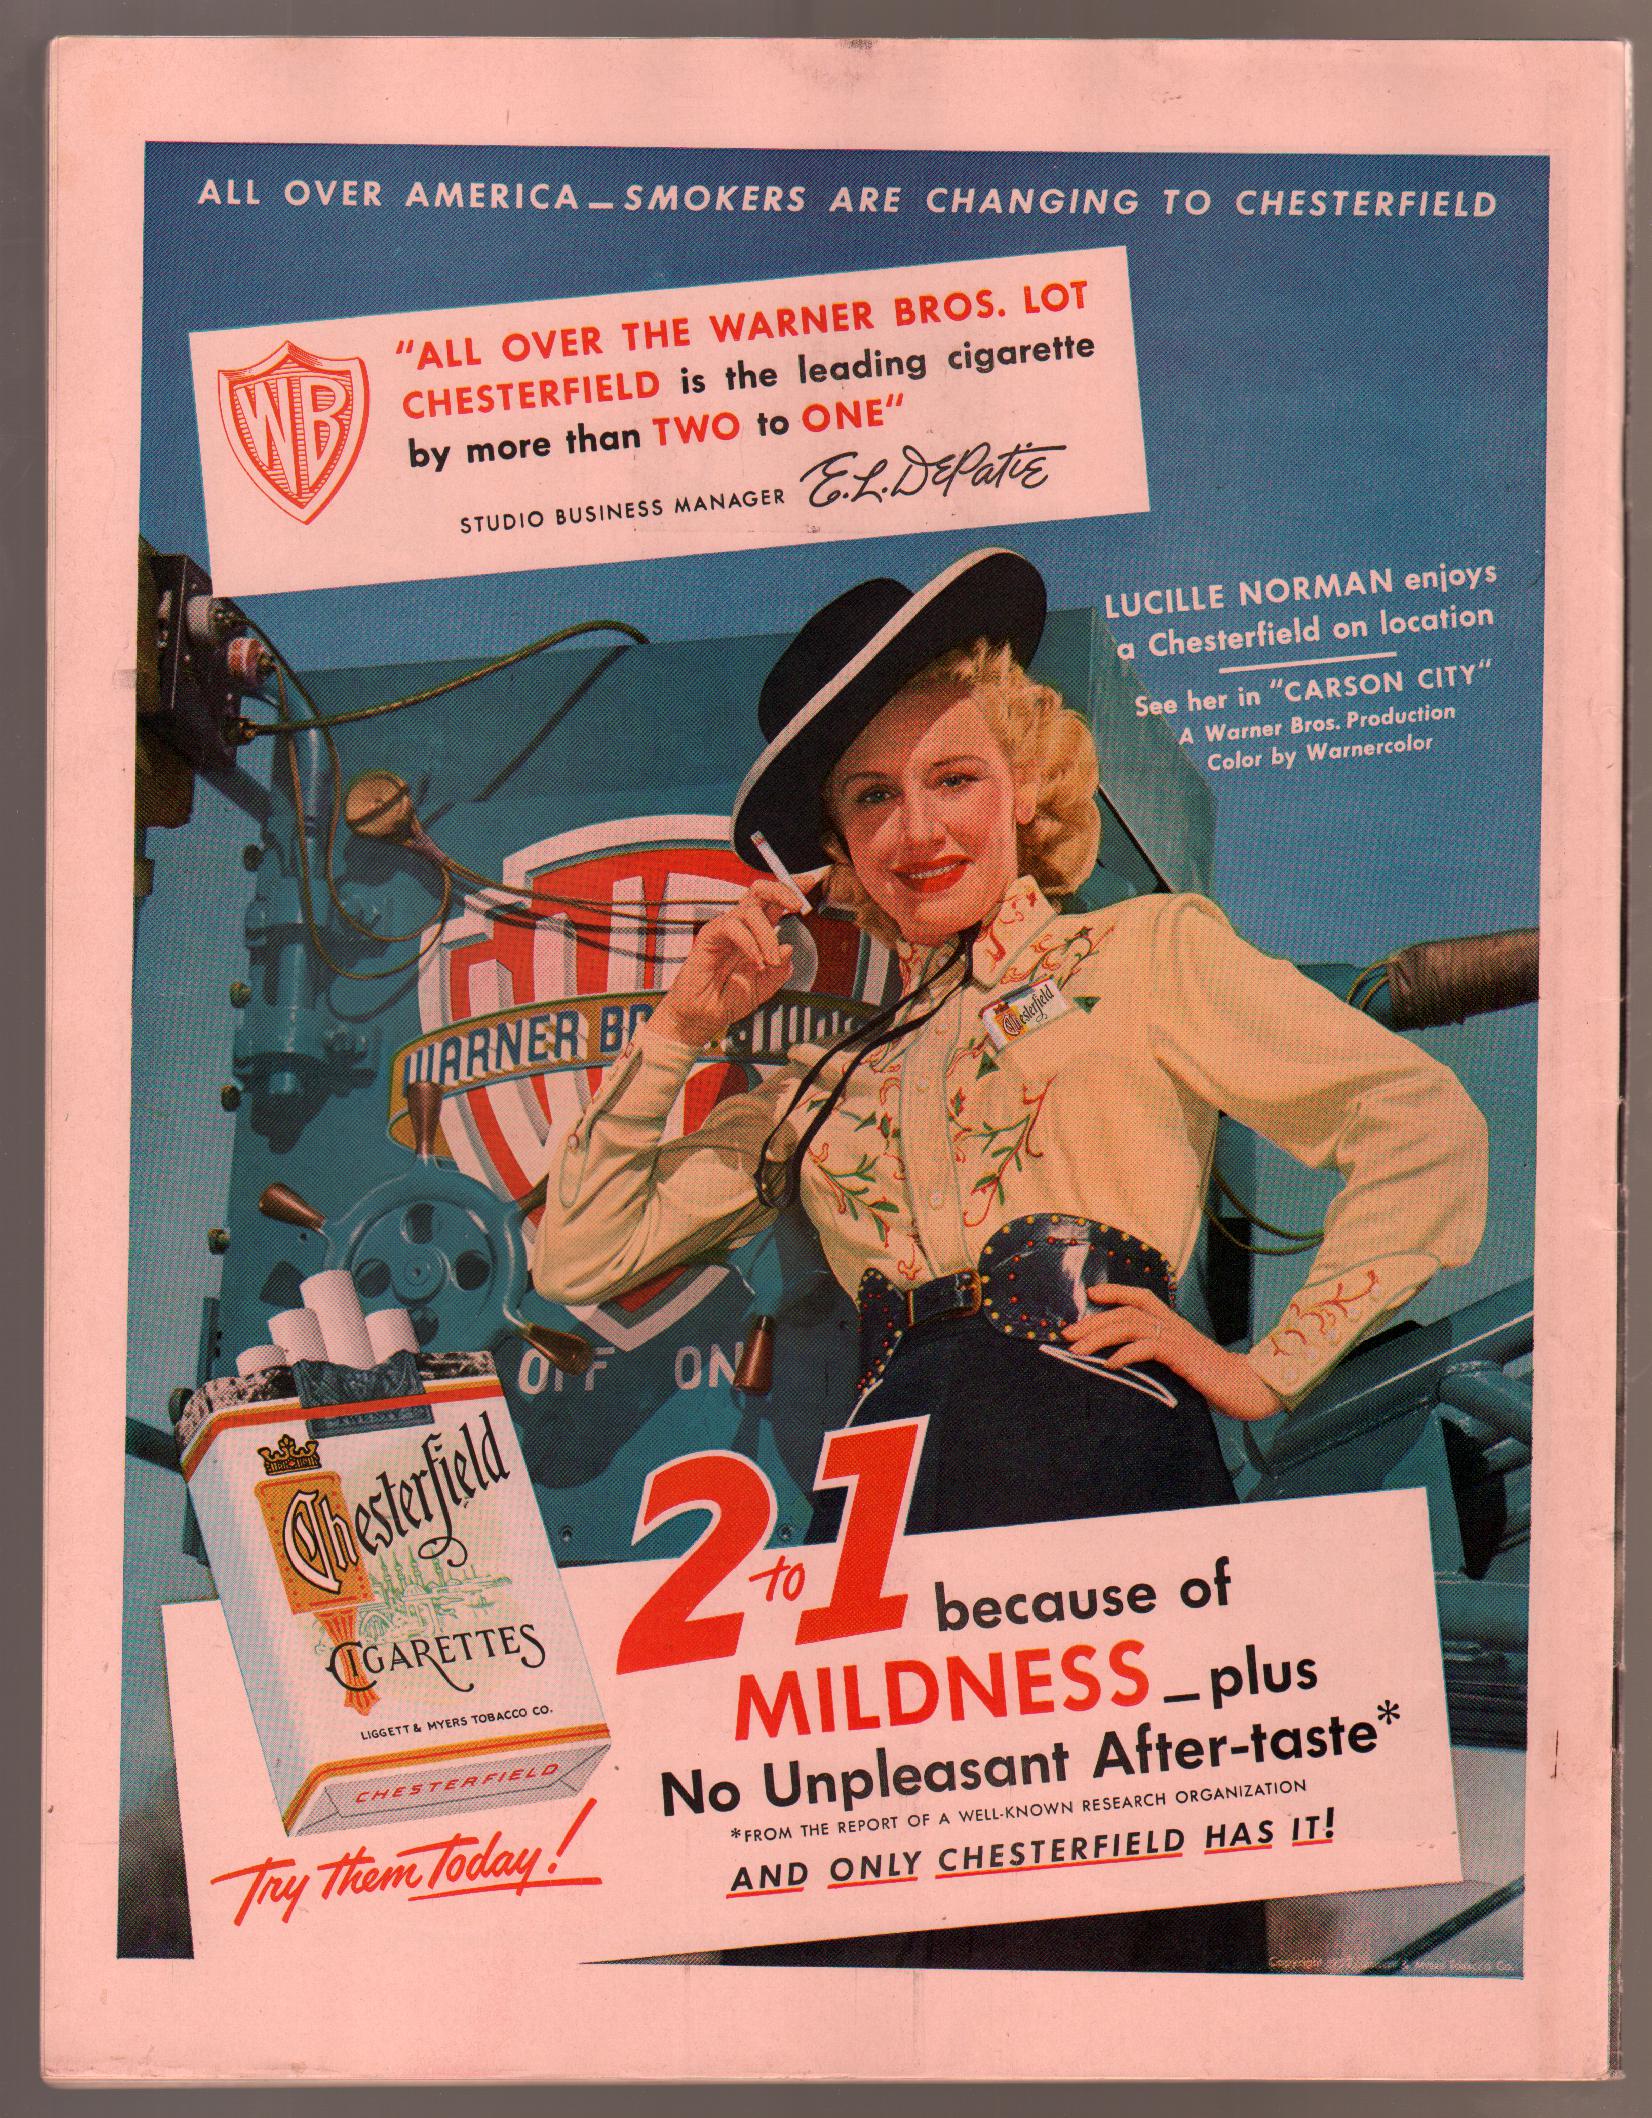 ALL OVER AMERICA—SMOKERS ARE CHANGING TO CHESTERFIELD
WB
"ALL OVER THE WARNER BROS. LOT
CHESTERFIELD is the leading cigarette
by more than TWO to ONE"
STUDIO BUSINESS MANAGER E.L.DePatie
LUCILLE NORMAN enjoys
a Chesterfield on location
See her in "CARSON CITY"
A Warner Bros. Production
Color by Warnercolor
WARNER
Chesterfield
OFF ON
Chesterfield
CIGARETTES
LIGGETT & MYERS TOBACCO CO.
CHESTERFIELD
2 to 1 because of
MILDNESS—plus
No Unpleasant After-taste*
*FROM THE REPORT OF A WELL-KNOWN RESEARCH ORGANIZATION
AND ONLY CHESTERFIELD HAS IT!
Try them Today!
Copyright & Myers Tobacco Co.